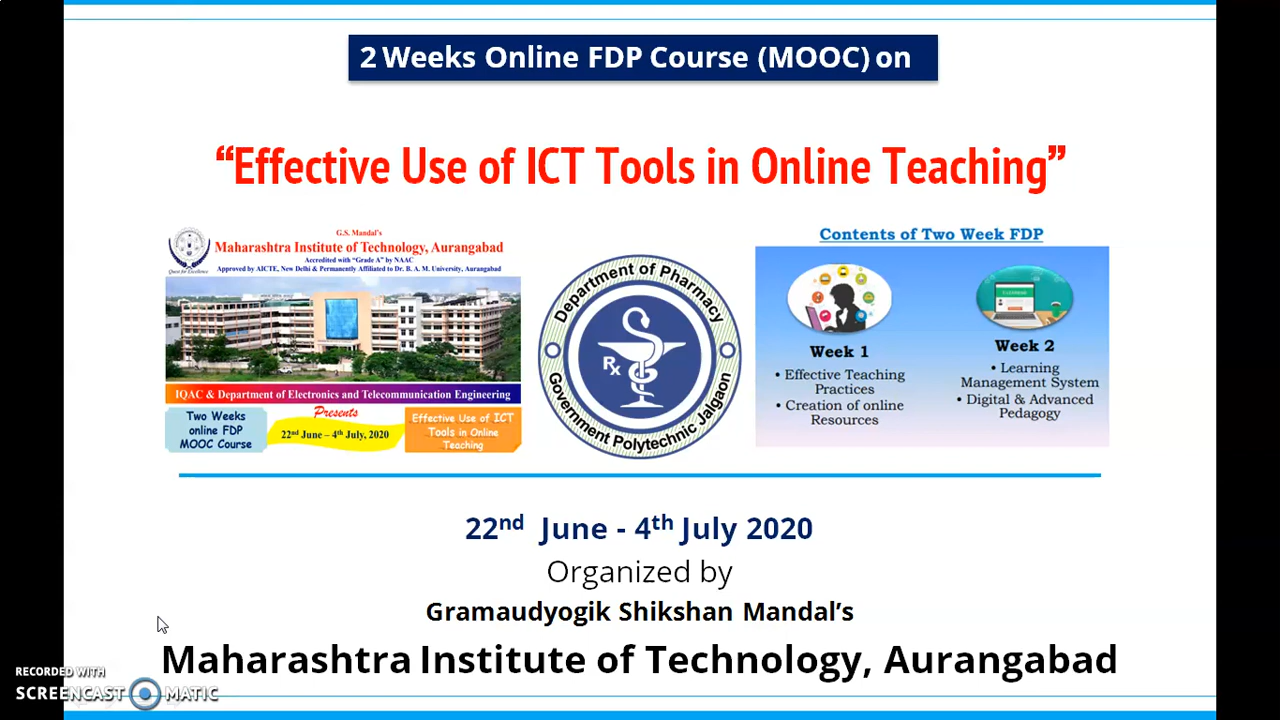 2 Weeks Online FDP Course (MOOC) on
“Effective Use of ICT Tools in Online Teaching”
G.S. Mandal's
Maharashtra Institute of Technology, Aurangabad
Accredited with "Grade A" by NAAC
Approved by AICTE, New Delhi & Permanently Affiliated to Dr. B. A. M. University, Aurangabad
Quest for Excellence
IQAC & Department of Electronics and Telecommunication Engineering
Presents
Two Weeks
online FDP
MOOC Course
22nd June – 4th July, 2020
Effective Use of ICT
Tools in Online
Teaching
Department of Pharmacy
Rx
Government Polytechnic Jalgaon
Contents of Two Week FDP
Week 1
• Effective Teaching
Practices
• Creation of online
Resources
Week 2
• Learning
Management System
• Digital & Advanced
Pedagogy
22nd June - 4th July 2020
Organized by
Gramaudyogik Shikshan Mandal’s
Maharashtra Institute of Technology, Aurangabad
RECORDED WITH
SCREENCAST MATIC